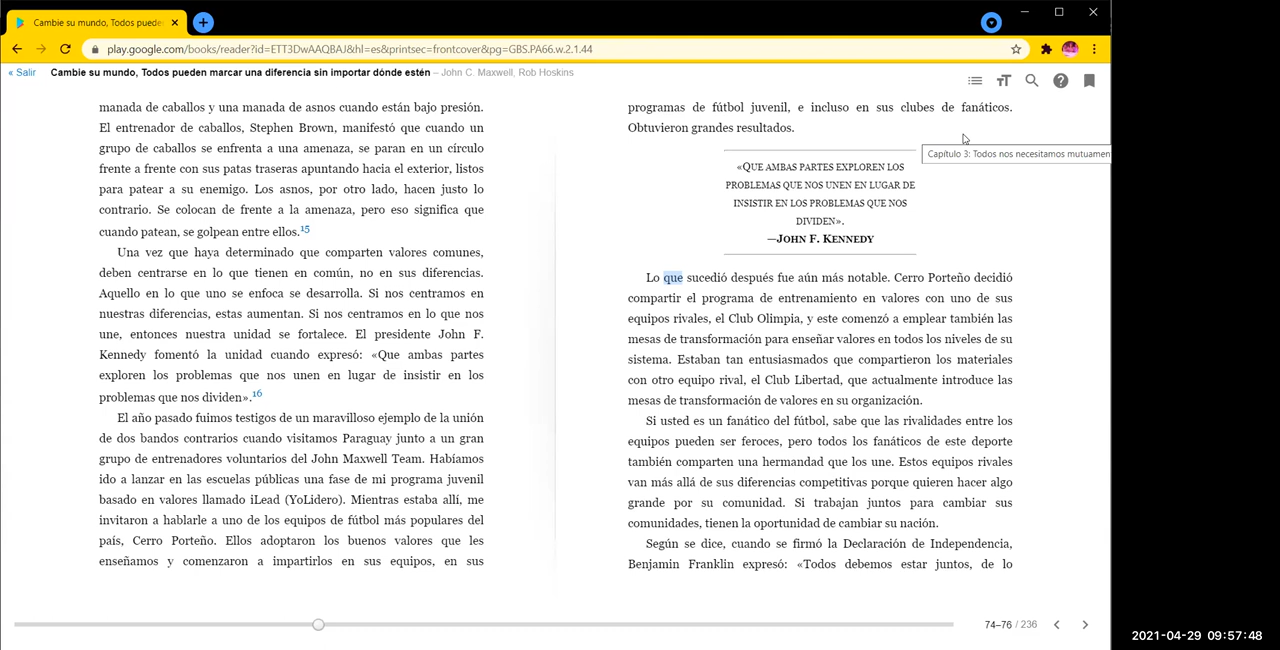 Cambie su mundo, Todos puede
play.google.com/books/reader?id=ETT3DwAAQBAJ&hl=es&printsec=frontcover&pg=GBS.PA66.w.2.1.44
« Salir Cambie su mundo, Todos pueden marcar una diferencia sin importar dónde estén – John C. Maxwell, Rob Hoskins
manada de caballos y una manada de asnos cuando están bajo presión.
El entrenador de caballos, Stephen Brown, manifestó que cuando un
grupo de caballos se enfrenta a una amenaza, se paran en un círculo
frente a frente con sus patas traseras apuntando hacia el exterior, listos
para patear a su enemigo. Los asnos, por otro lado, hacen justo lo
contrario. Se colocan de frente a la amenaza, pero eso significa que
cuando patean, se golpean entre ellos.15
Una vez que haya determinado que comparten valores comunes,
deben centrarse en lo que tienen en común, no en sus diferencias.
Aquello en lo que uno se enfoca se desarrolla. Si nos centramos en
nuestras diferencias, estas aumentan. Si nos centramos en lo que nos
une, entonces nuestra unidad se fortalece. El presidente John F.
Kennedy fomentó la unidad cuando expresó: «Que ambas partes
exploren los problemas que nos unen en lugar de insistir en los
problemas que nos dividen».16
El año pasado fuimos testigos de un maravilloso ejemplo de la unión
de dos bandos contrarios cuando visitamos Paraguay junto a un gran
grupo de entrenadores voluntarios del John Maxwell Team. Habíamos
ido a lanzar en las escuelas públicas una fase de mi programa juvenil
basado en valores llamado iLead (YoLidero). Mientras estaba allí, me
invitaron a hablarle a uno de los equipos de fútbol más populares del
país, Cerro Porteño. Ellos adoptaron los buenos valores que les
enseñamos y comenzaron a impartirlos en sus equipos, en sus
programas de fútbol juvenil, e incluso en sus clubes de fanáticos.
Obtuvieron grandes resultados.
Capítulo 3: Todos nos necesitamos mutuamen
«QUE AMBAS PARTES EXPLOREN LOS
PROBLEMAS QUE NOS UNEN EN LUGAR DE
INSISTIR EN LOS PROBLEMAS QUE NOS
DIVIDEN».
—JOHN F. KENNEDY
Lo que sucedió después fue aún más notable. Cerro Porteño decidió
compartir el programa de entrenamiento en valores con uno de sus
equipos rivales, el Club Olimpia, y este comenzó a emplear también las
mesas de transformación para enseñar valores en todos los niveles de su
sistema. Estaban tan entusiasmados que compartieron los materiales
con otro equipo rival, el Club Libertad, que actualmente introduce las
mesas de transformación de valores en su organización.
Si usted es un fanático del fútbol, sabe que las rivalidades entre los
equipos pueden ser feroces, pero todos los fanáticos de este deporte
también comparten una hermandad que los une. Estos equipos rivales
van más allá de sus diferencias competitivas porque quieren hacer algo
grande por su comunidad. Si trabajan juntos para cambiar sus
comunidades, tienen la oportunidad de cambiar su nación.
Según se dice, cuando se firmó la Declaración de Independencia,
Benjamin Franklin expresó: «Todos debemos estar juntos, de lo
74–76 / 236
2021-04-29 09:57:48